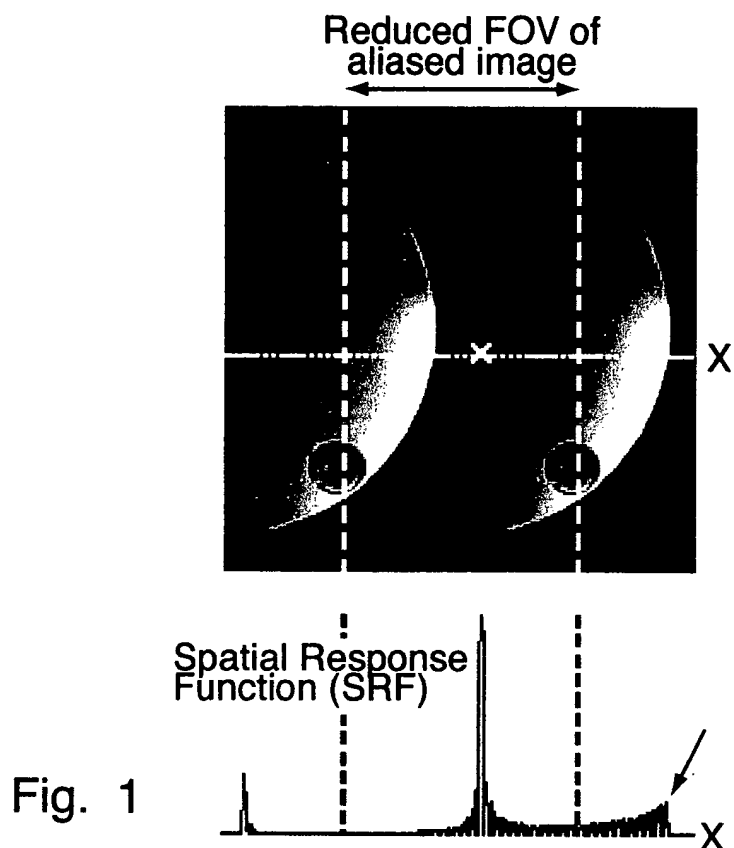 Reduced FOV of
aliased image
X
Spatial Response
Function (SRF)
Fig. 1
X